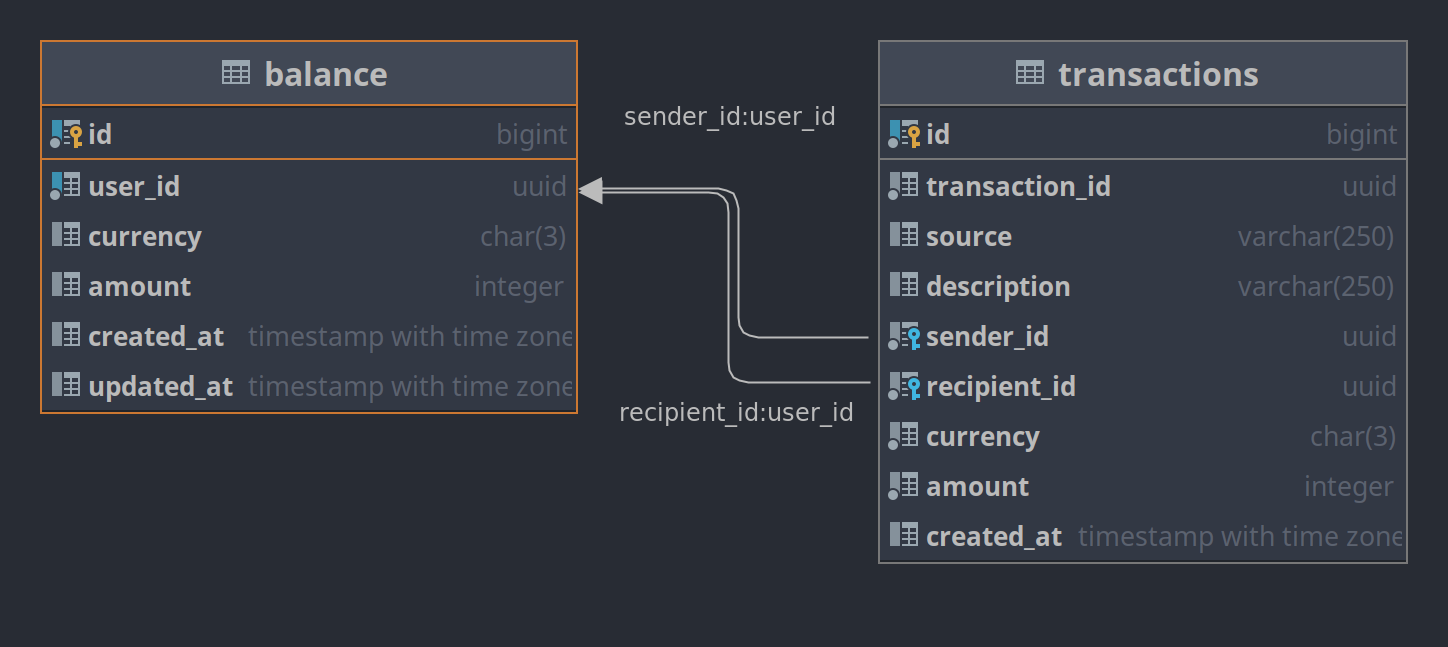 balance
id bigint
user_id uuid
currency char(3)
amount integer
created_at timestamp with time zone
updated_at timestamp with time zone
sender_id:user_id
recipient_id:user_id
transactions
id bigint
transaction_id uuid
source varchar(250)
description varchar(250)
sender_id uuid
recipient_id uuid
currency char(3)
amount integer
created_at timestamp with time zone